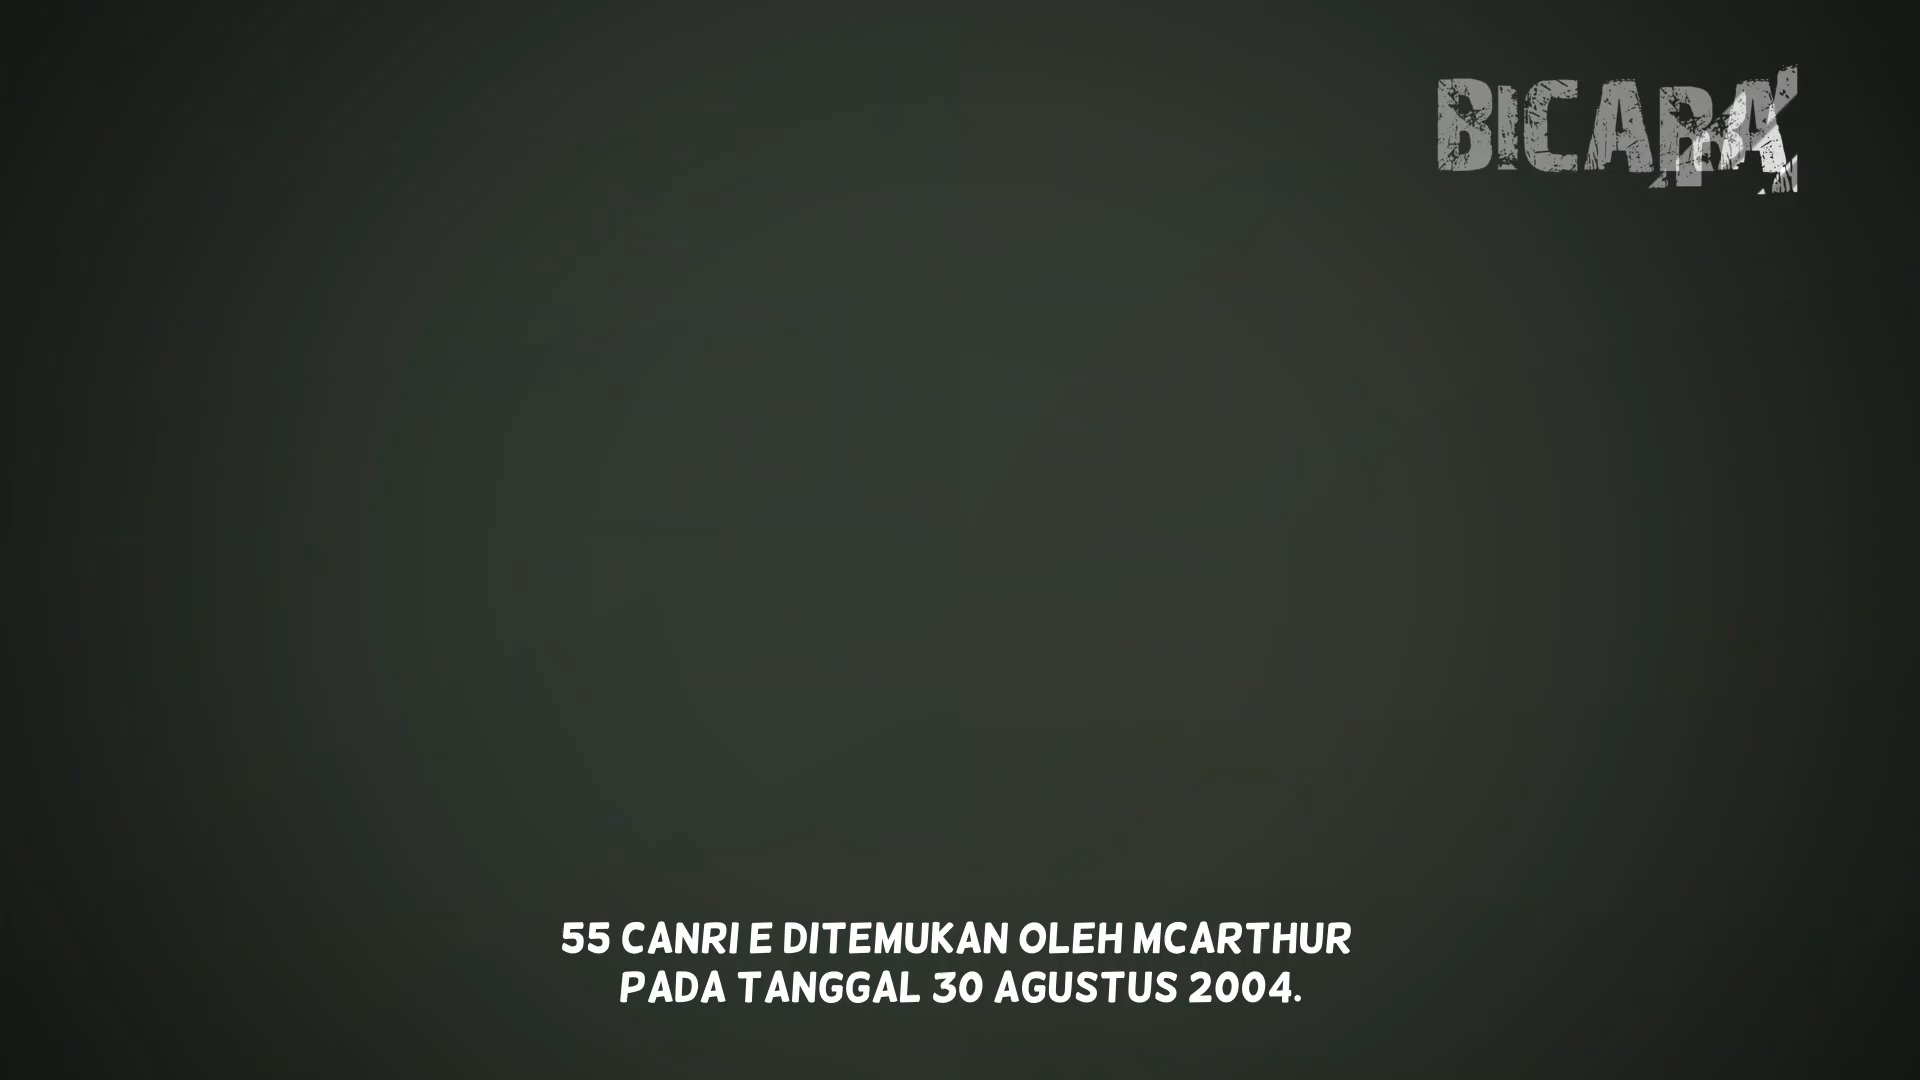 BICARA
55 CANRI E DITEMUKAN OLEH MCARTHUR
PADA TANGGAL 30 AGUSTUS 2004.